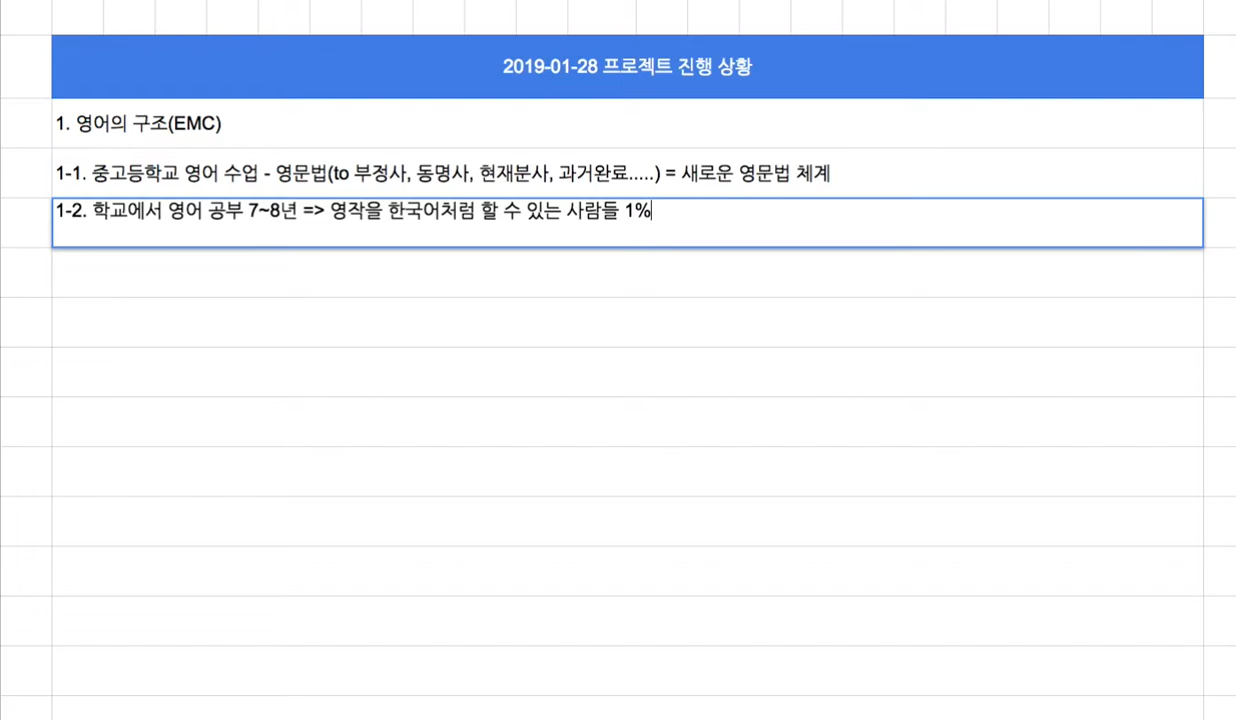 2019-01-28 프로젝트 진행 상황
1. 영어의 구조(EMC)
1-1. 중고등학교 영어 수업 - 영문법(to 부정사, 동명사, 현재분사, 과거완료.....) = 새로운 영문법 체계
1-2. 학교에서 영어 공부 7~8년 => 영작을 한국어처럼 할 수 있는 사람들 1%